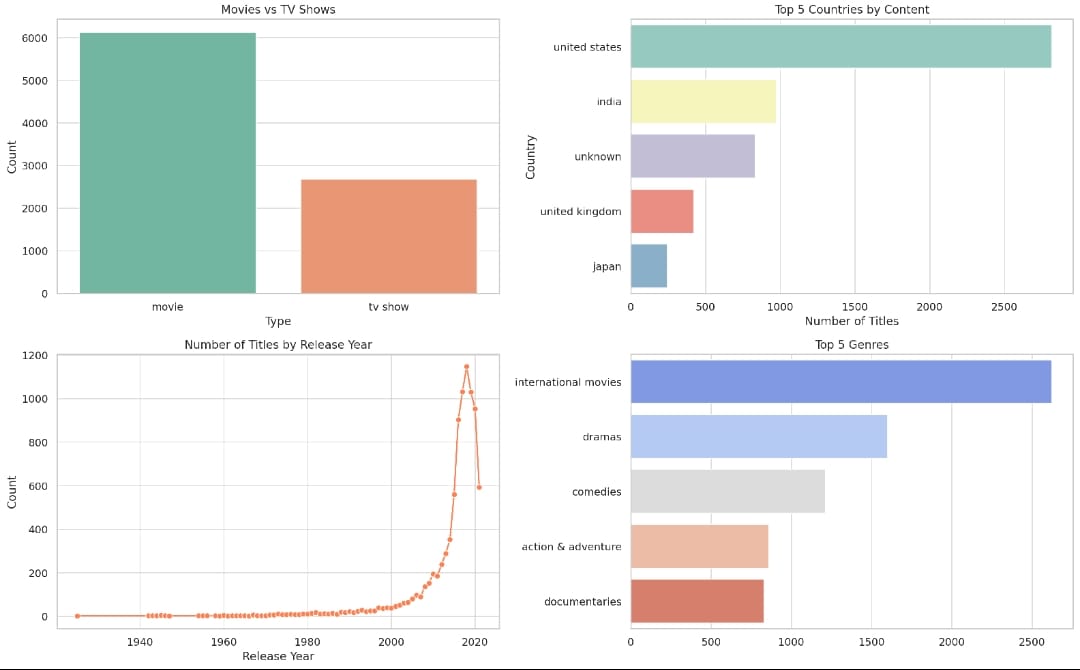 Movies vs TV Shows
6000
5000
4000
3000
2000
1000
0
Count
movie
tv show
Type
Top 5 Countries by Content
united states
india
unknown
united kingdom
japan
Country
0
500
1000
1500
2000
2500
Number of Titles
Number of Titles by Release Year
1200
1000
800
600
400
200
0
Count
1940
1960
1980
2000
2020
Release Year
Top 5 Genres
international movies
dramas
comedies
action & adventure
documentaries
0
500
1000
1500
2000
2500